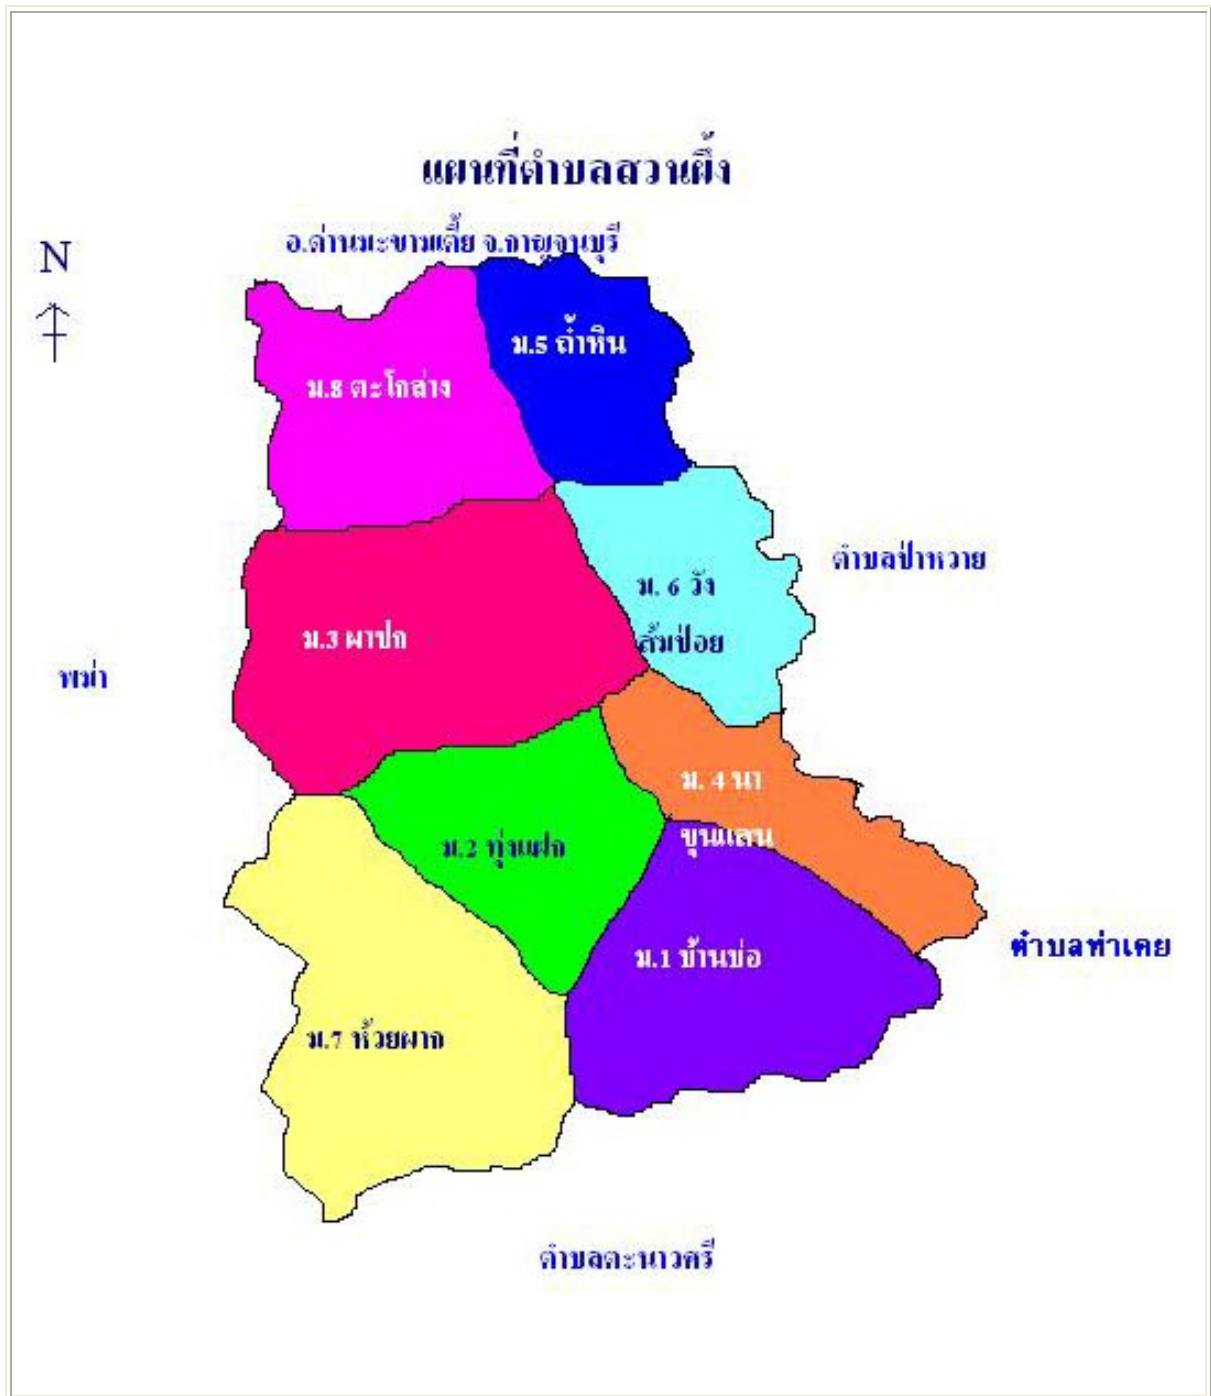 แผนที่ตำบลสวนผึ้ง
อ.ด่านมะขามเตี้ย จ.กาญจนบุรี
N
ม.5 ถ้ำหิน
ม.8 ตะโกล่าง
ตำบลป่าหวาย
ม. 6 วัง
ส้มป่อย
ม.3 ผาปก
พม่า
ม. 4 นา
ขุนแสน
ม.2 ทุ่งแฝก
ตำบลท่าเคย
ม.1 บ้านบ่อ
ม.7 ห้วยผาก
ตำบลตะนาวศรี